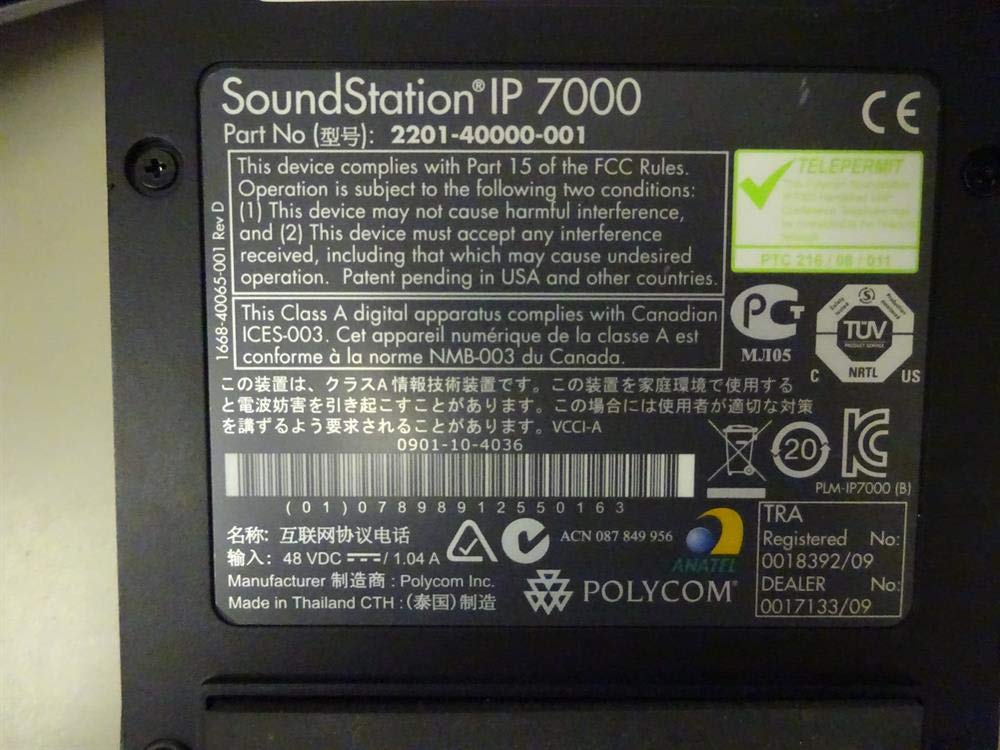 SoundStation® IP 7000
Part No (型号): 2201-40000-001
CE
1668-40065-001 Rev D
This device complies with Part 15 of the FCC Rules.
Operation is subject to the following two conditions:
(1) This device may not cause harmful interference,
and (2) This device must accept any interference
received, including that which may cause undesired
operation. Patent pending in USA and other countries.
TELEPERMIT
PTC 216 / 08 / 011
This Class A digital apparatus complies with Canadian
ICES-003. Cet appareil numérique de la classe A est
conforme à la norme NMB-003 du Canada.
МЛ05
TÜV
PRODUCT SERVICE
C NRTL US
この装置は、クラスA情報技術装置です。この装置を家庭環境で使用する
と電波妨害を引き起こすことがあります。この場合には使用者が適切な対策
を講ずるよう要求されることがあります。VCCI-A
0901-10-4036
(01)07898912550163
20
PLM-IP7000 (B)
名称: 互联网协议电话
输入: 48 VDC / 1.04 A
Manufacturer 制造商 : Polycom Inc.
Made in Thailand CTH : (泰国)制造
ACN 087 849 956
ANATEL
POLYCOM®
TRA
Registered No:
0018392/09
DEALER No:
0017133/09